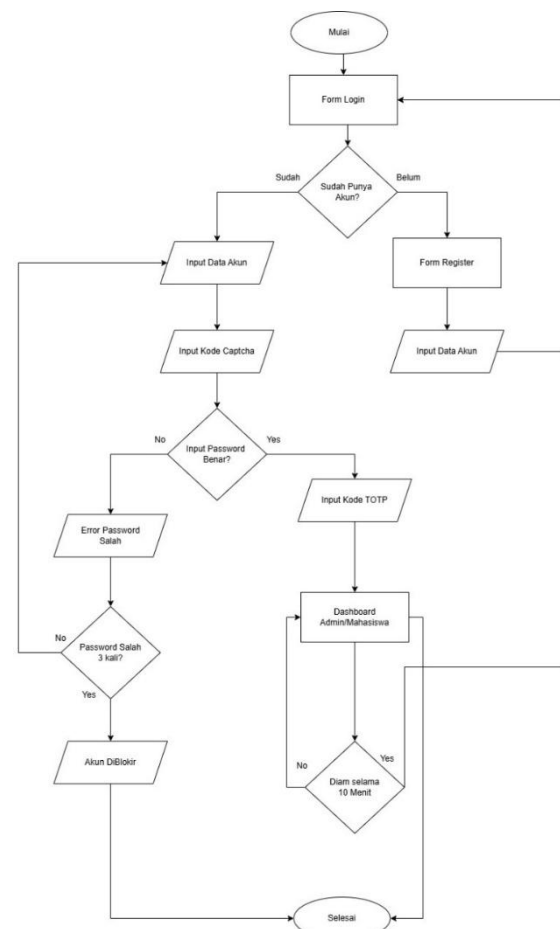 Mulai
Form Login
Sudah
Sudah Punya
Akun?
Belum
Input Data Akun
Form Register
Input Kode Captcha
Input Data Akun
No
Input Password
Benar?
Yes
Input Kode TOTP
Error Password
Salah
Dashboard
Admin/Mahasiswa
No
Password Salah
3 kali?
Yes
Akun DiBlokir
No
Yes
Diam selama
10 Menit
Selesai